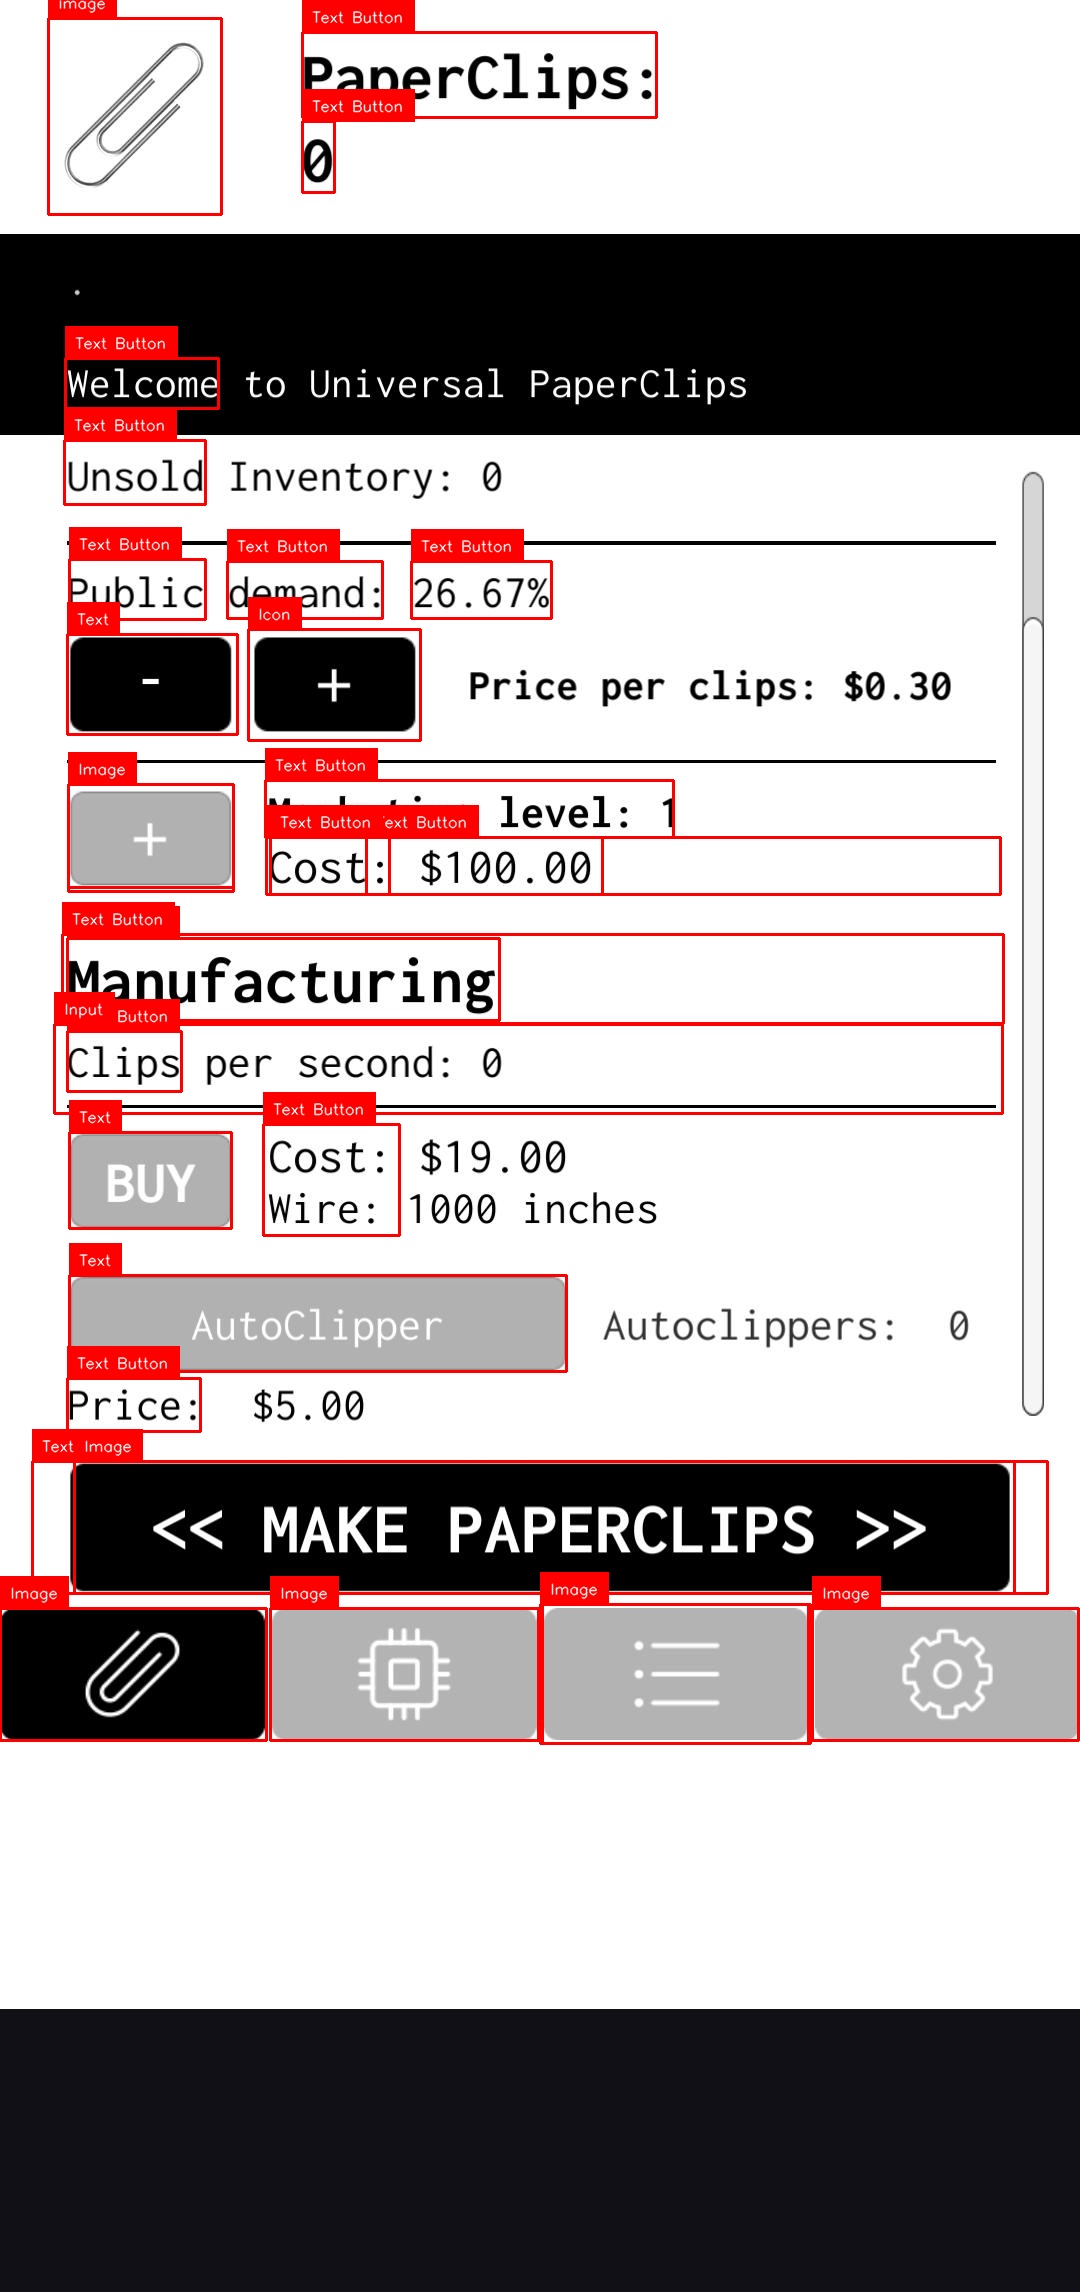 Image
Text Button
PaperClips:
Text Button
0
.
Text Button
Welcome to Universal PaperClips
Text Button
Unsold Inventory: 0
Text Button Text Button Text Button
Public demand: 26.67%
Text Icon
- + Price per clips: $0.30
Image Text Button
+ level: 1
Text Button ext Button
Cost: $100.00
Text Button
Manufacturing
Input Button
Clips per second: 0
Text Text Button
BUY Cost: $19.00
Wire: 1000 inches
Text
AutoClipper Autoclippers: 0
Text Button
Price: $5.00
Text Image
<< MAKE PAPERCLIPS >>
Image Image Image Image